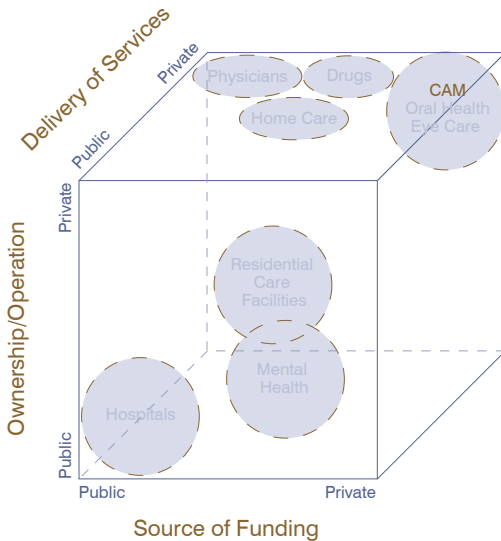 Delivery of Services
Private
Public
Physicians
Drugs
Home Care
CAM
Oral Health
Eye Care
Ownership/Operation
Private
Public
Residential
Care
Facilities
Mental
Health
Hospitals
Public
Private
Source of Funding